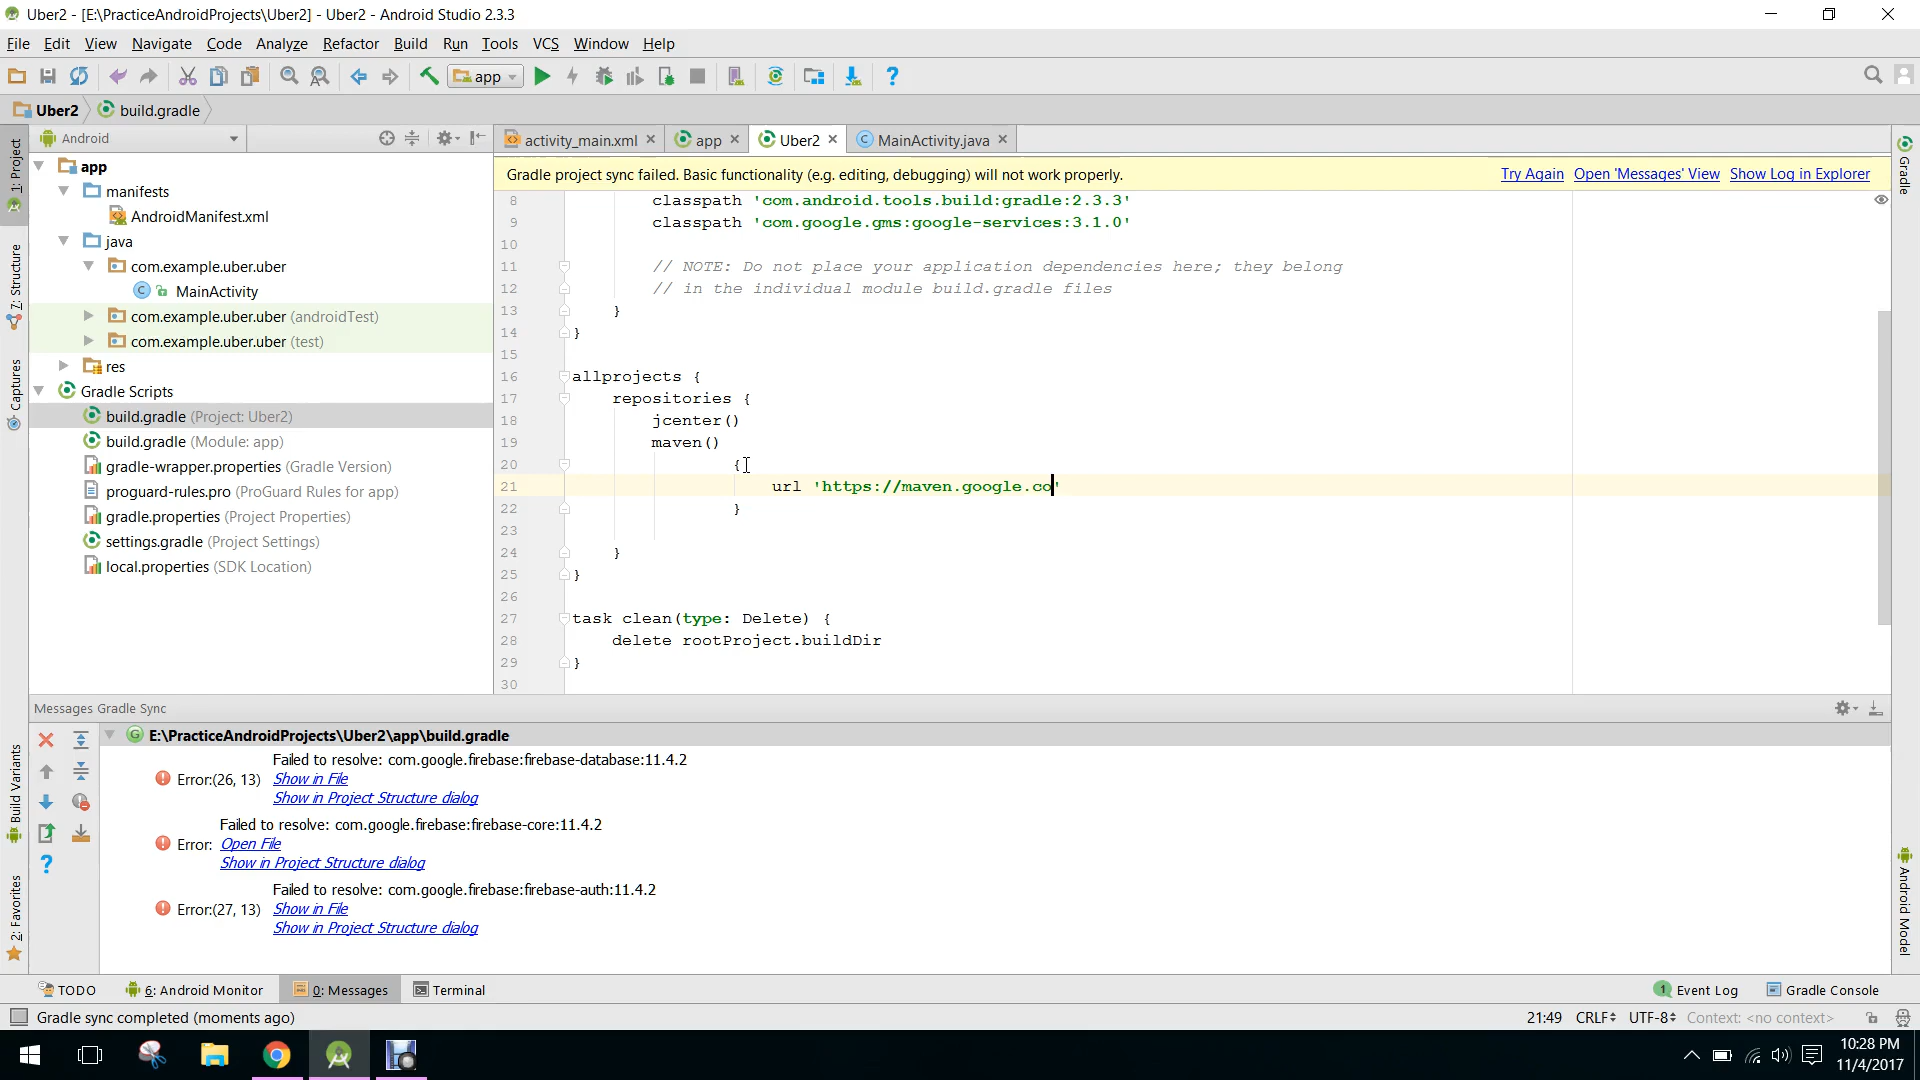 Uber2 - [E:\PracticeAndroidProjects\Uber2] - Uber2 - Android Studio 2.3.3
File Edit View Navigate Code Analyze Refactor Build Run Tools VCS Window Help
app
Uber2 build.gradle
1: Project
7: Structure
Captures
Build Variants
2: Favorites
Android
app
manifests
AndroidManifest.xml
java
com.example.uber.uber
MainActivity
com.example.uber.uber (androidTest)
com.example.uber.uber (test)
res
Gradle Scripts
build.gradle (Project: Uber2)
build.gradle (Module: app)
gradle-wrapper.properties (Gradle Version)
proguard-rules.pro (ProGuard Rules for app)
gradle.properties (Project Properties)
settings.gradle (Project Settings)
local.properties (SDK Location)
activity_main.xml app Uber2 MainActivity.java
Gradle project sync failed. Basic functionality (e.g. editing, debugging) will not work properly. Try Again Open 'Messages' View Show Log in Explorer
8 classpath 'com.android.tools.build:gradle:2.3.3'
9 classpath 'com.google.gms:google-services:3.1.0'
10
11 // NOTE: Do not place your application dependencies here; they belong
12 // in the individual module build.gradle files
13 }
14 }
15
16 allprojects {
17 repositories {
18 jcenter()
19 maven()
20 {
21 url 'https://maven.google.co'
22 }
23
24 }
25 }
26
27 task clean(type: Delete) {
28 delete rootProject.buildDir
29 }
30
Gradle
Android Model
Messages Gradle Sync
E:\PracticeAndroidProjects\Uber2\app\build.gradle
Failed to resolve: com.google.firebase:firebase-database:11.4.2
Error:(26, 13) Show in File
Show in Project Structure dialog
Failed to resolve: com.google.firebase:firebase-core:11.4.2
Error: Open File
Show in Project Structure dialog
Failed to resolve: com.google.firebase:firebase-auth:11.4.2
Error:(27, 13) Show in File
Show in Project Structure dialog
TODO 6: Android Monitor 0: Messages Terminal 1 Event Log Gradle Console
Gradle sync completed (moments ago) 21:49 CRLF UTF-8 Context: <no context>
10:28 PM
11/4/2017